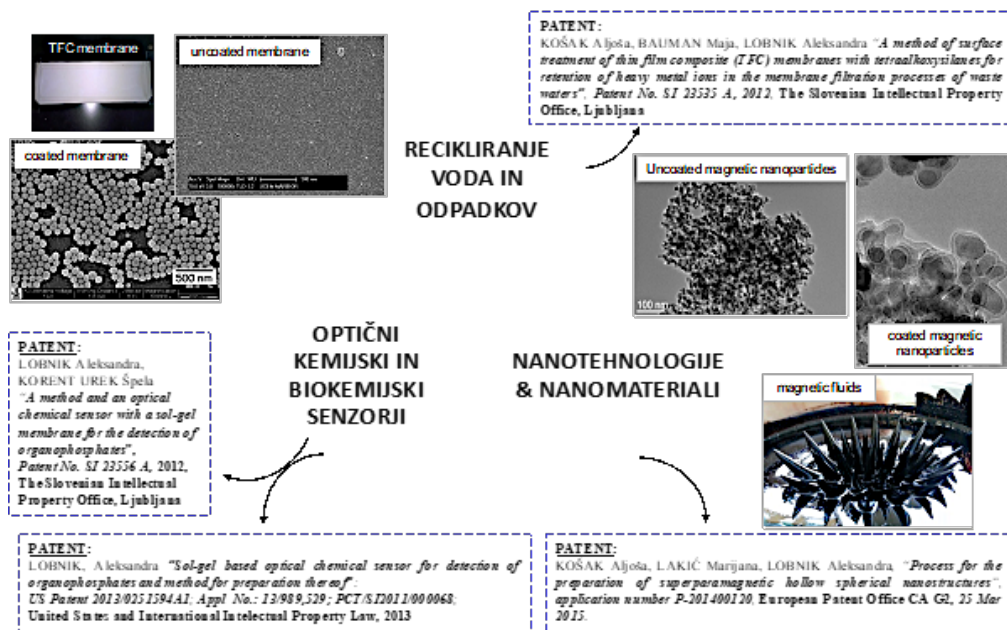 TFC membrane
uncoated membrane
coated membrane
500 nm
PATENT:
KOŠAK Aljoša, BAUMAN Maja, LOBNIK Aleksandra "A method of surface
treatment of thin film composite (TFC) membranes with tetraalkoxysilanes for
retention of heavy metal ions in the membrane filtration processes of waste
waters", Patent No. SI 23535 A, 2012, The Slovenian Intellectual Property
Office, Ljubljana
RECIKLIRANJE
VODA IN
ODPADKOV
Uncoated magnetic nanoparticles
100 nm
coated magnetic
nanoparticles
PATENT:
LOBNIK Aleksandra,
KORENT UREK Špela
"A method and an optical
chemical sensor with a sol-gel
membrane for the detection of
organophosphates",
Patent No. SI 23556 A, 2012,
The Slovenian Intellectual
Property Office, Ljubljana
OPTIČNI
KEMIJSKI IN
BIOKEMIJSKI
SENZORJI
NANOTEHNOLOGIJE
& NANOMATERIALI
magnetic fluids
PATENT:
LOBNIK, Aleksandra "Sol-gel based optical chemical sensor for detection of
organophosphates and method for preparation thereof":
US Patent 2013/0251594A1; Appl No.: 13/989,529; PCT/SI2011/000068;
United States and International Intelectual Property Law, 2013
PATENT:
KOŠAK Aljoša, LAKIĆ Marijana, LOBNIK Aleksandra, "Process for the
preparation of superparamagnetic hollow spherical nanostructures",
application number P-201400120, European Patent Office CA G2, 25 Mar
2015.